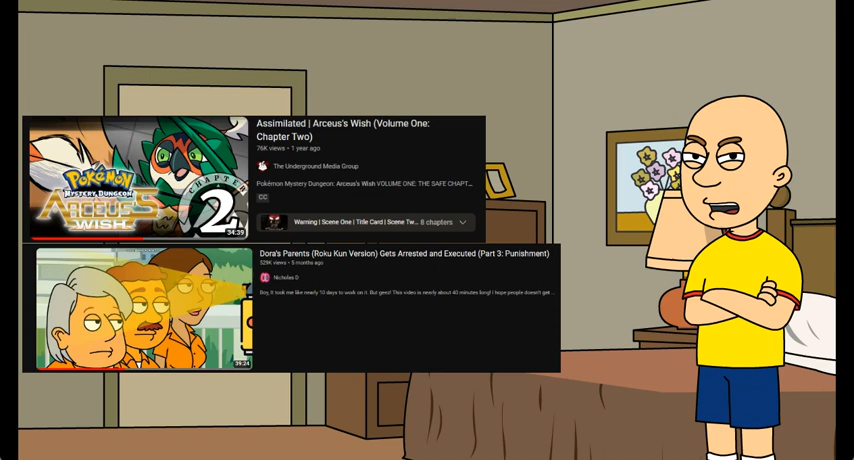 Assimilated | Arceus's Wish (Volume One:
Chapter Two)
76K views • 1 year ago
The Underground Media Group
Pokémon Mystery Dungeon: Arceus's Wish VOLUME ONE: THE SAFE CHAPT...
CC
Warning | Scene One | Title Card | Scene Tw... 8 chapters
POKéMON
MYSTERY DUNGEON
ARCEUS'S
WISH
CHAPTER
2
34:39
Dora's Parents (Roku Kun Version) Gets Arrested and Executed (Part 3: Punishment)
529K views • 5 months ago
Nicholas D
Boy, it took me like nearly 10 days to work on it. But geez! This video is nearly about 40 minutes long! I hope people doesn't get ...
39:24